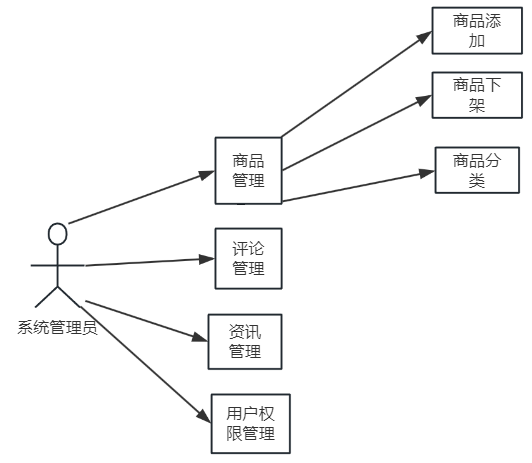 商品添
加
商品下
架
商品
管理
商品分
类
评论
管理
系统管理员
资讯
管理
用户权
限管理